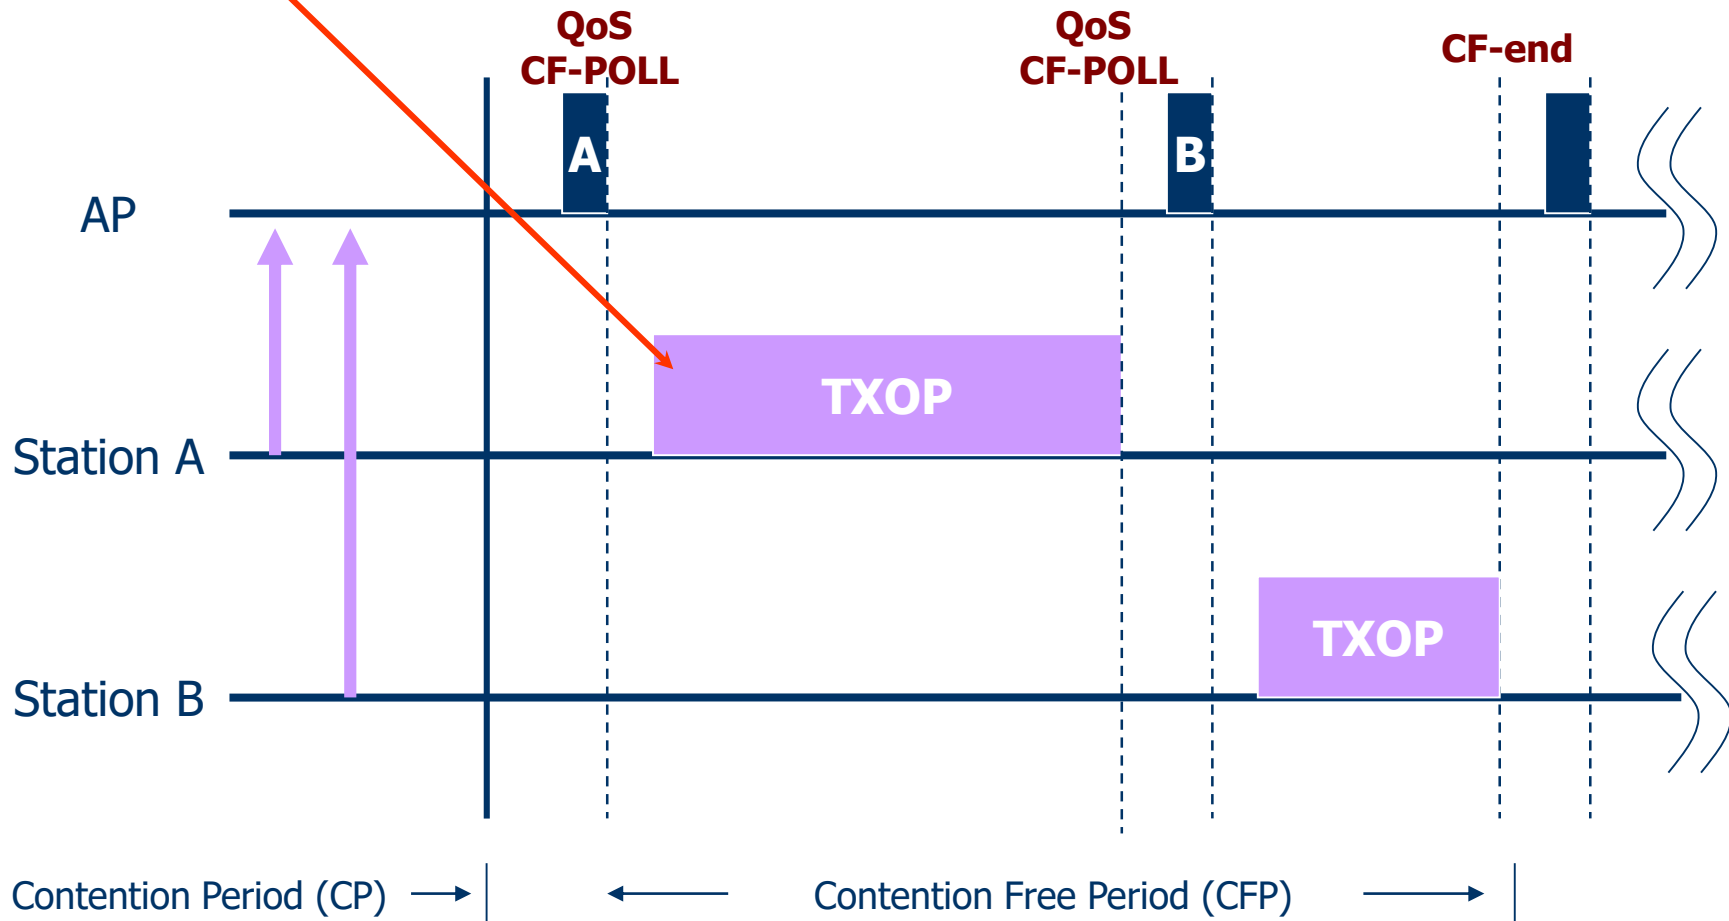 QoS
CF-POLL
QoS
CF-POLL
CF-end
A
B
AP
TXOP
Station A
TXOP
Station B
Contention Period (CP)
Contention Free Period (CFP)